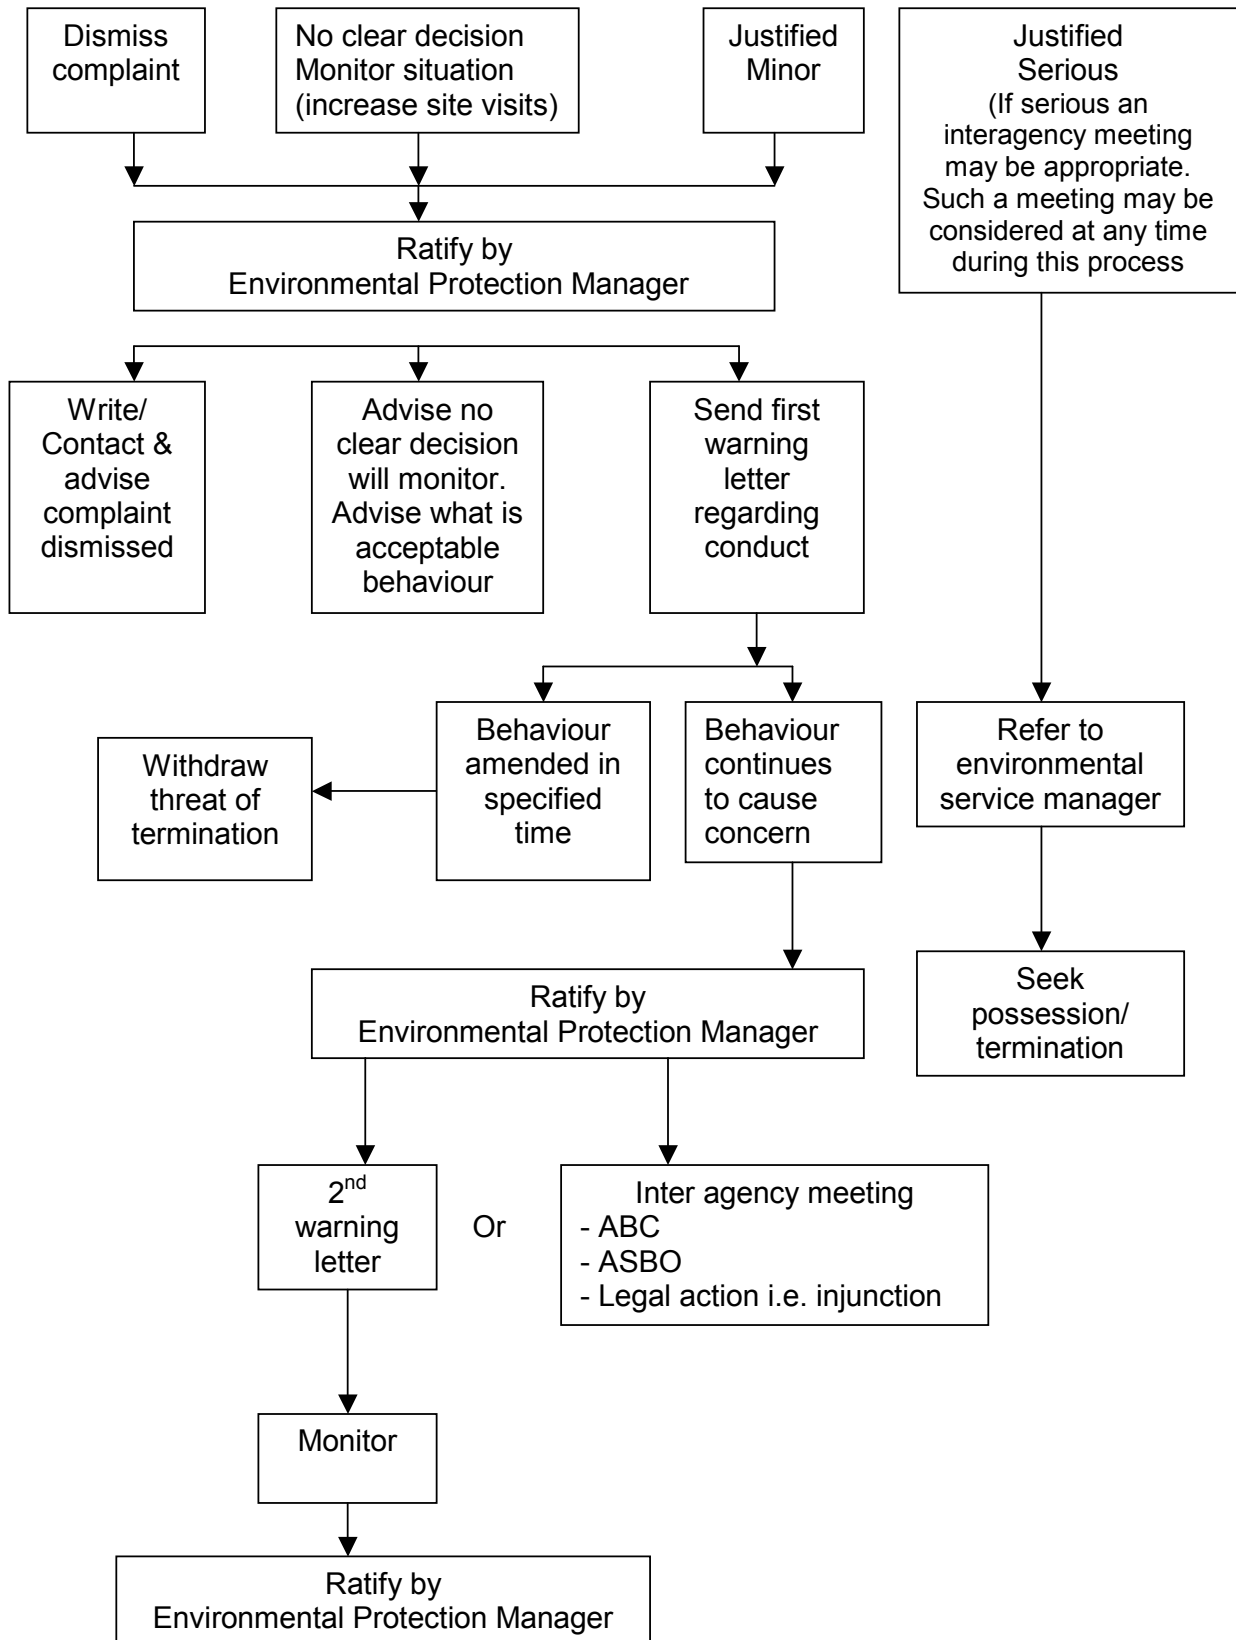 Dismiss
complaint
No clear decision
Monitor situation
(increase site visits)
Justified
Minor
Justified
Serious
(If serious an
interagency meeting
may be appropriate.
Such a meeting may be
considered at any time
during this process
Ratify by
Environmental Protection Manager
Write/
Contact &
advise
complaint
dismissed
Advise no
clear decision
will monitor.
Advise what is
acceptable
behaviour
Send first
warning
letter
regarding
conduct
Withdraw
threat of
termination
Behaviour
amended in
specified
time
Behaviour
continues
to cause
concern
Refer to
environmental
service manager
Ratify by
Environmental Protection Manager
Seek
possession/
termination
2nd
warning
letter
Or
Inter agency meeting
- ABC
- ASBO
- Legal action i.e. injunction
Monitor
Ratify by
Environmental Protection Manager